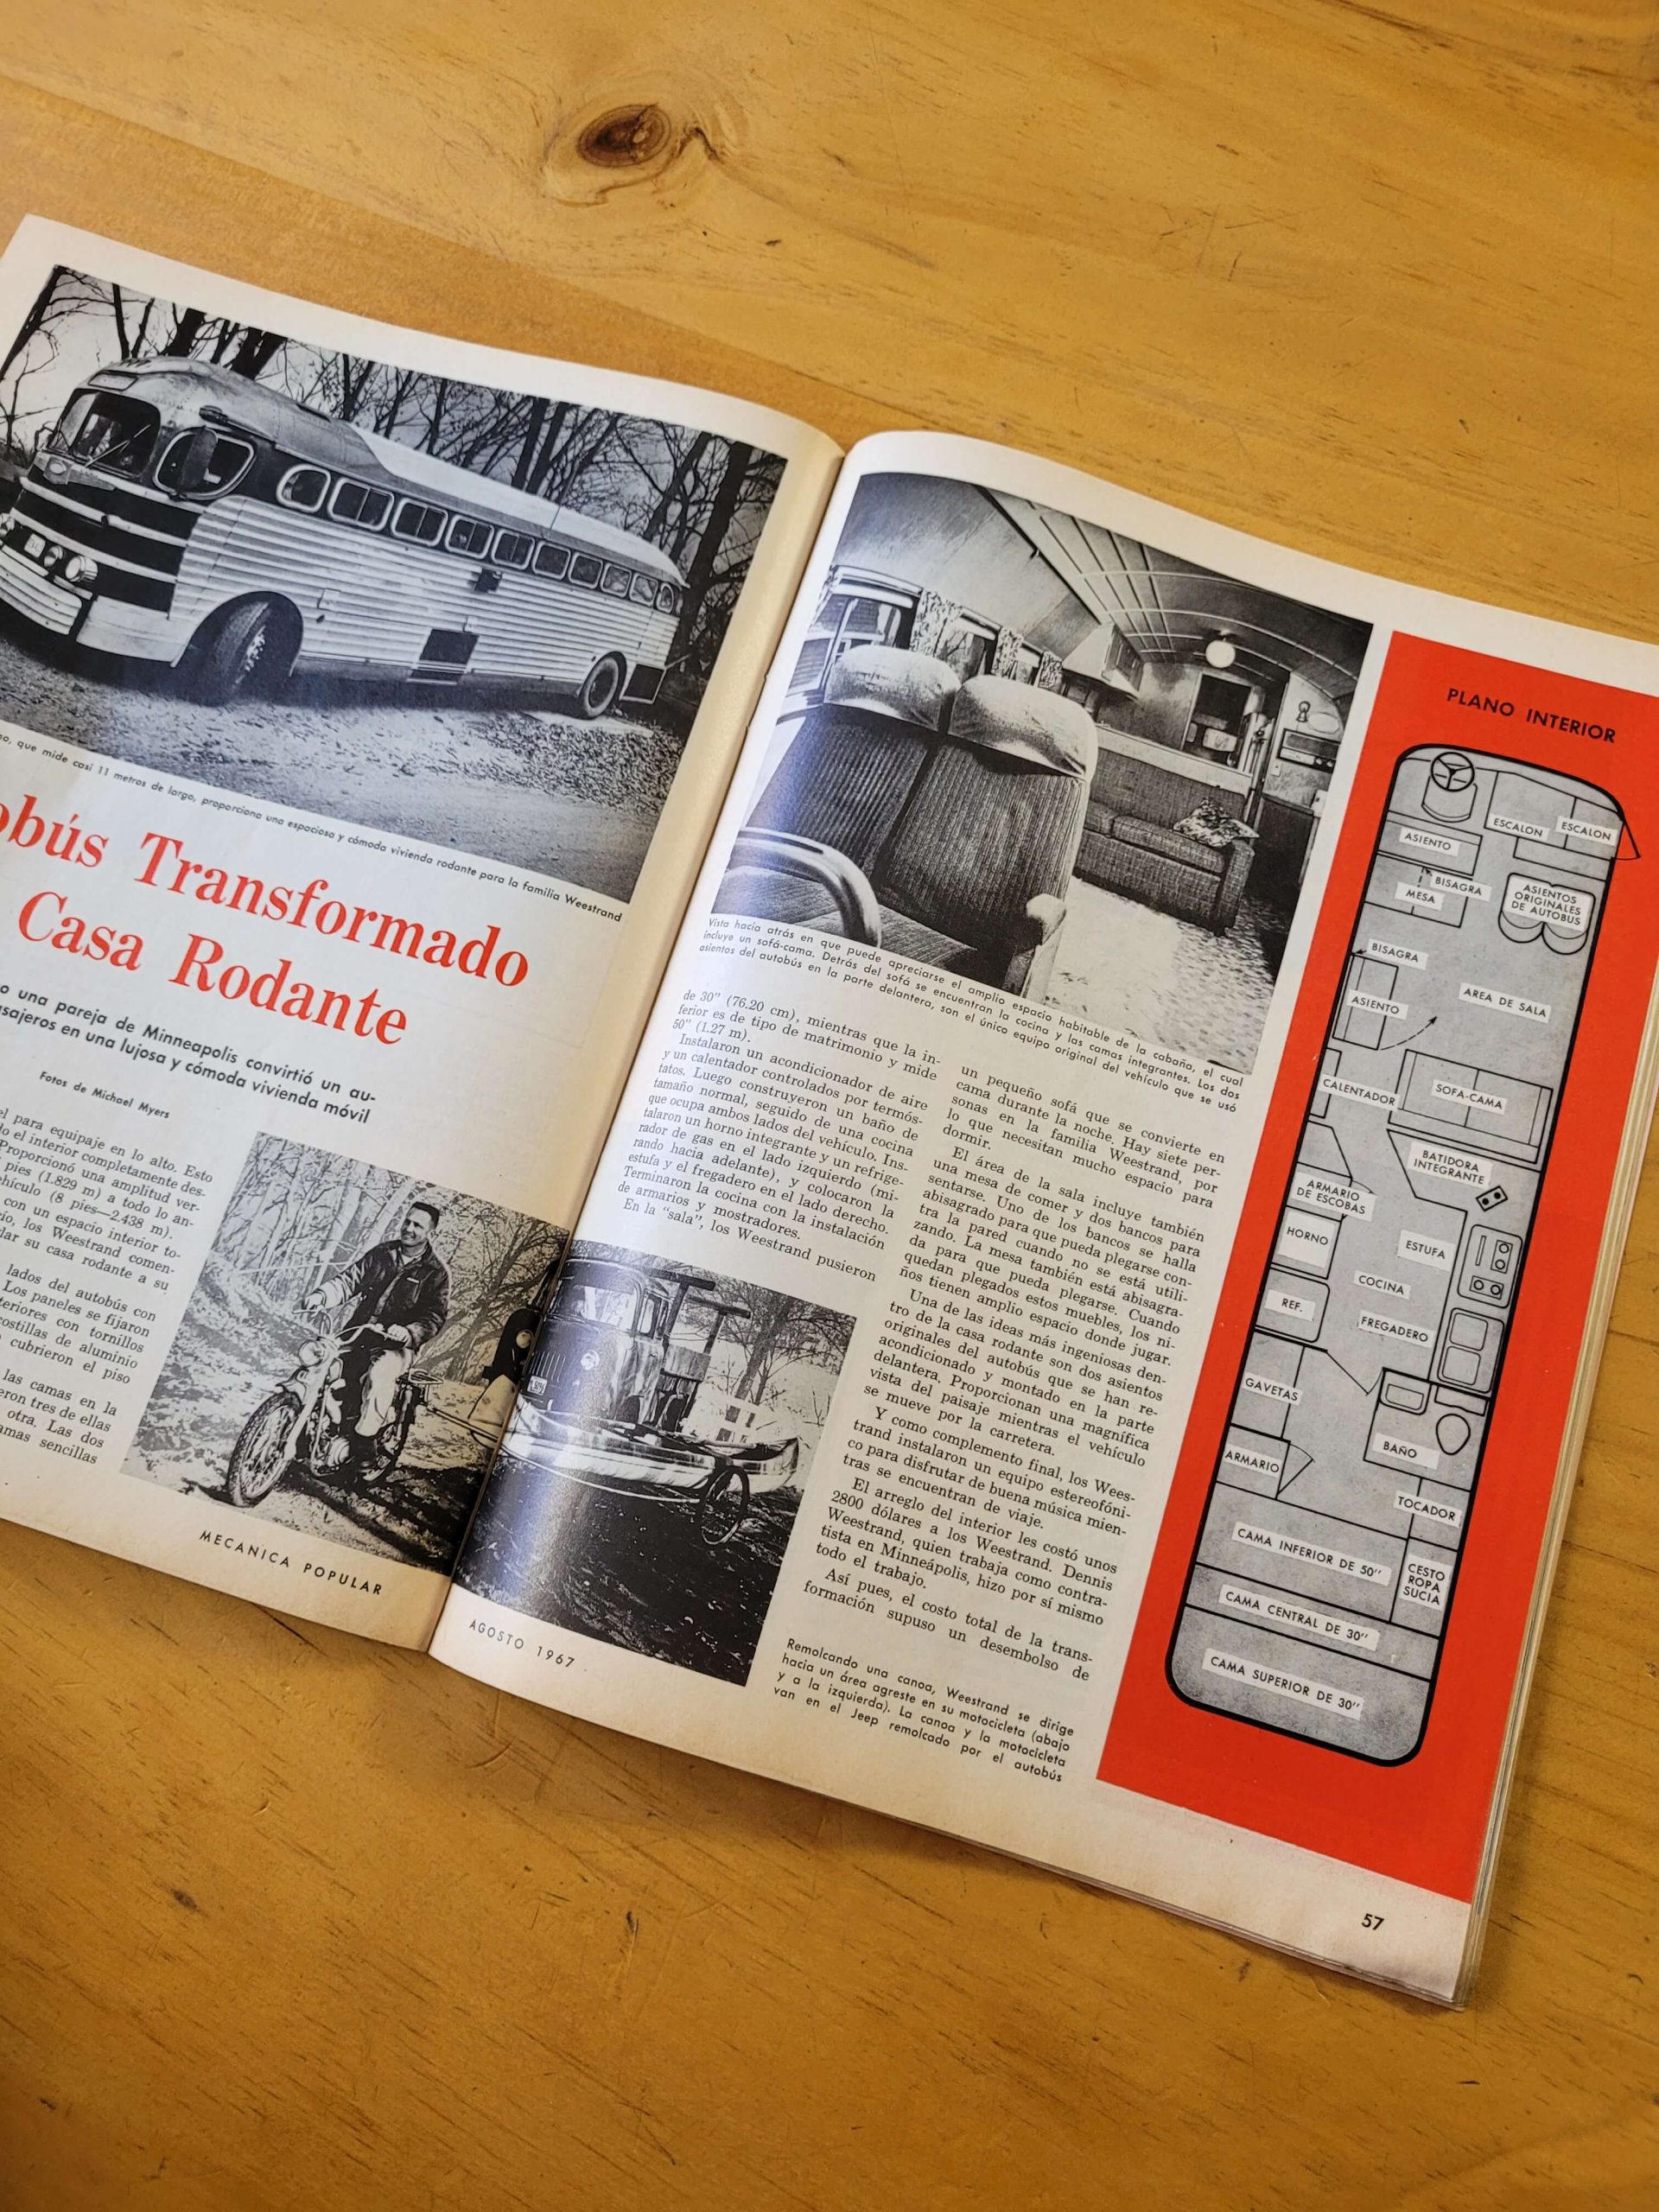 que mide casi 11 metros de largo, proporciona una espaciosa y cómoda vivienda rodante para la familia Weestrand
Transformado
Casa Rodante
una pareja de Minneapolis convirtió un au-
en una lujosa y cómoda vivienda móvil
Fotos de Michael Myers
para equipaje en lo alto. Esto
el interior completamente des-
Proporcionó una amplitud ver-
pies (1.829 m) a todo lo an-
(8 pies—2.438 m).
con un espacio interior to-
los Weestrand comen-
su casa rodante a su
lados del autobús con
Los paneles se fijaron
con tornillos
costillas de aluminio
cubrieron el piso
las camas en la
tres de ellas
otra. Las dos
sencillas
MECANICA POPULAR
Vista hacia atrás en que puede apreciarse el amplio espacio habitable de la cabaña, el cual
incluye un sofá-cama. Detrás del sofá se encuentran la cocina y las camas integrantes. Los dos
asientos del autobús en la parte delantera, son el único equipo original del vehículo que se usó
de 30" (76.20 cm), mientras que la in-
ferior es de tipo de matrimonio y mide
50" (1.27 m).
Instalaron un acondicionador de aire
y un calentador controlados por termós-
tatos. Luego construyeron un baño de
tamaño normal, seguido de una cocina
que ocupa ambos lados del vehículo. Ins-
talaron un horno integrante y un refrige-
rador de gas en el lado izquierdo (mi-
rando hacia adelante), y colocaron la
estufa y el fregadero en el lado derecho.
Terminaron la cocina con la instalación
de armarios y mostradores.
En la "sala", los Weestrand pusieron
un pequeño sofá que se convierte en
cama durante la noche. Hay siete per-
sonas en la familia Weestrand, por
lo que necesitan mucho espacio para
dormir.
El área de la sala incluye también
una mesa de comer y dos bancos para
sentarse. Uno de los bancos se halla
abisagrado para que pueda plegarse con-
tra la pared cuando no se está utili-
zando. La mesa también está abisagra-
da para que pueda plegarse. Cuando
quedan plegados estos muebles, los ni-
ños tienen amplio espacio donde jugar.
Una de las ideas más ingeniosas den-
tro de la casa rodante son dos asientos
originales del autobús que se han re-
acondicionado y montado en la parte
delantera. Proporcionan una magnífica
vista del paisaje mientras el vehículo
se mueve por la carretera.
Y como complemento final, los Wees-
trand instalaron un equipo estereofóni-
co para disfrutar de buena música mien-
tras se encuentran de viaje.
El arreglo del interior les costó unos
2800 dólares a los Weestrand. Dennis
Weestrand, quien trabaja como contra-
tista en Minneápolis, hizo por sí mismo
todo el trabajo.
Así pues, el costo total de la trans-
formación supuso un desembolso de
Remolcando una canoa, Weestrand se dirige
hacia un área agreste en su motocicleta (abajo
y a la izquierda). La canoa y la motocicleta
van en el Jeep remolcado por el autobús
AGOSTO 1967
PLANO INTERIOR
ESCALON
ESCALON
ASIENTO
BISAGRA
MESA
ASIENTOS
ORIGINALES
DE AUTOBUS
BISAGRA
ASIENTO
AREA DE SALA
CALENTADOR
SOFA-CAMA
BATIDORA
INTEGRANTE
ARMARIO
DE ESCOBAS
HORNO
ESTUFA
COCINA
REF.
FREGADERO
GAVETAS
BAÑO
ARMARIO
TOCADOR
CAMA INFERIOR DE 50"
CESTO
ROPA
SUCIA
CAMA CENTRAL DE 30"
CAMA SUPERIOR DE 30"
57